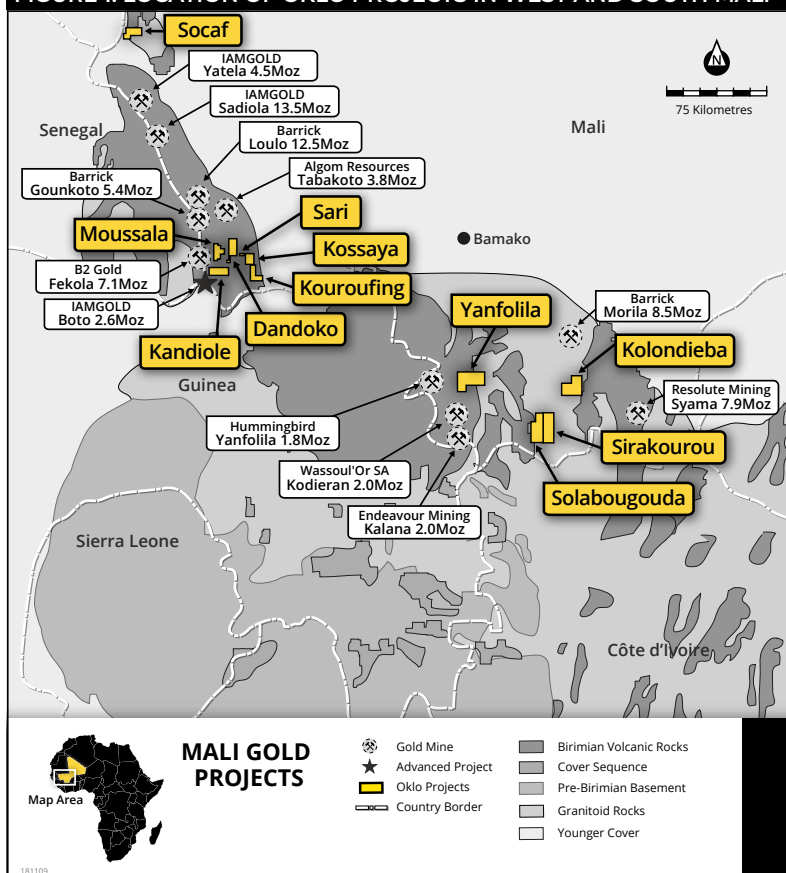 FIGURE 1: LOCATION OF OKLO PROJECTS IN WEST AND SOUTH MALI
Socaf
IAMGOLD
Yatela 4.5Moz
N
75 Kilometres
IAMGOLD
Sadiola 13.5Moz
Senegal
Mali
Barrick
Loulo 12.5Moz
Algom Resources
Tabakoto 3.8Moz
Barrick
Gounkoto 5.4Moz
Sari
Moussala
Kossaya
Bamako
B2 Gold
Fekola 7.1Moz
Kouroufing
IAMGOLD
Boto 2.6Moz
Yanfolila
Barrick
Morila 8.5Moz
Dandoko
Kandiole
Kolondieba
Guinea
Resolute Mining
Syama 7.9Moz
Hummingbird
Yanfolila 1.8Moz
Sirakourou
Wassoul'Or SA
Kodieran 2.0Moz
Solabougouda
Endeavour Mining
Kalana 2.0Moz
Sierra Leone
Côte d'Ivoire
Map Area
MALI GOLD
PROJECTS
Gold Mine
Advanced Project
Oklo Projects
Country Border
Birimian Volcanic Rocks
Cover Sequence
Pre-Birimian Basement
Granitoid Rocks
Younger Cover
181109